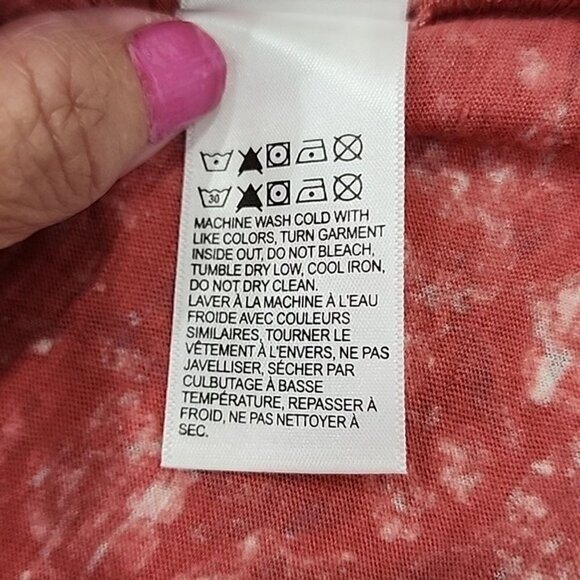 30
MACHINE WASH COLD WITH
LIKE COLORS, TURN GARMENT
INSIDE OUT, DO NOT BLEACH,
TUMBLE DRY LOW, COOL IRON,
DO NOT DRY CLEAN.
LAVER À LA MACHINE À L'EAU
FROIDE AVEC COULEURS
SIMILAIRES, TOURNER LE
VÊTEMENT À L'ENVERS, NE PAS
JAVELLISER, SÉCHER PAR
CULBUTAGE À BASSE
TEMPÉRATURE, REPASSER À
FROID, NE PAS NETTOYER À
SEC.